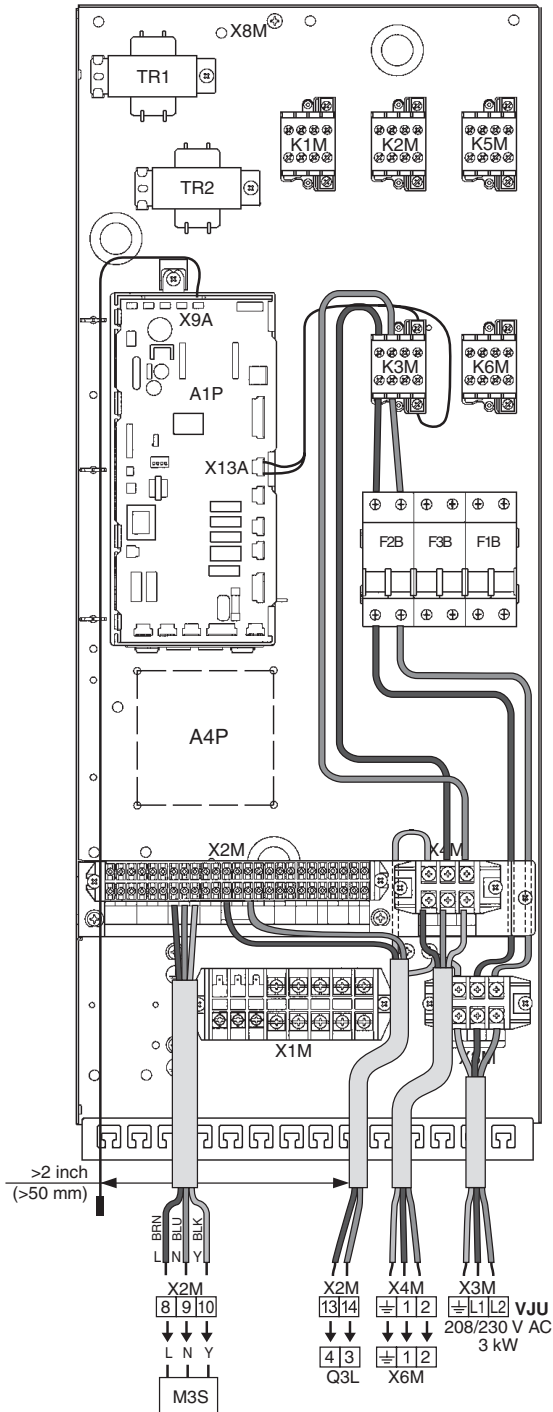 X8M
TR1
K1M K2M K5M
TR2
X9A
K3M K6M
A1P
X13A
F2B F3B F1B
A4P
X2M X4M
X1M
>2 inch
(>50 mm)
BRN BLU BLK
L N Y
X2M X2M X4M X3M
8 9 10 13 14 1 2 L1 L2 VJU
208/230 V AC
3 kW
L N Y 4 3 1 2
Q3L X6M
M3S